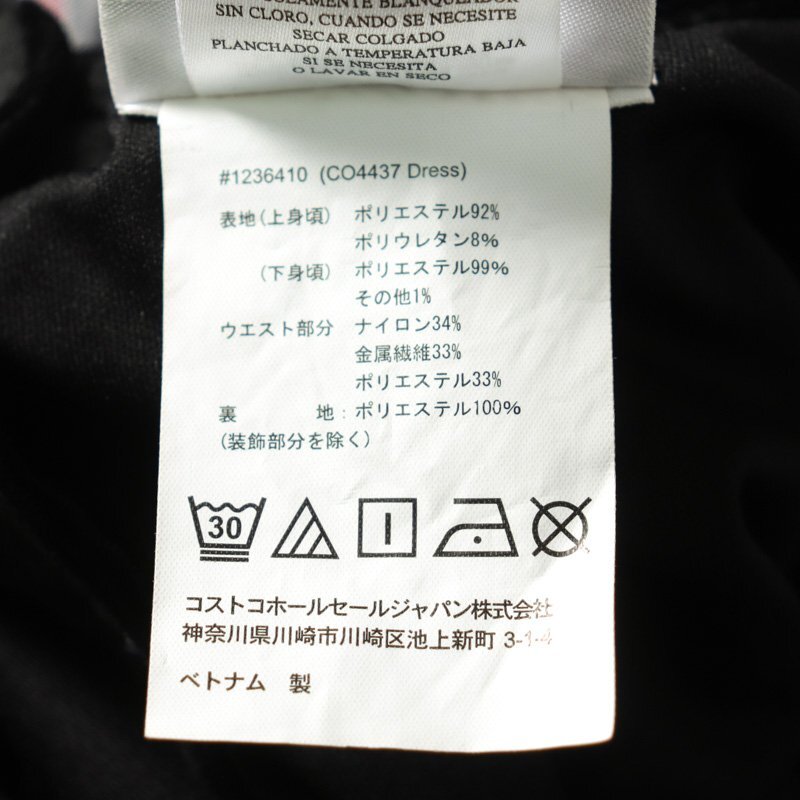 BLANQUEADOR
SIN CLORO, CUANDO SE NECESITE
SECAR COLGADO
PLANCHADO A TEMPERATURA BAJA
SI SE NECESITA
O LAVAR EN SECO
#1236410 (CO4437 Dress)
表地(上身頃) ポリエステル92%
ポリウレタン8%
(下身頃) ポリエステル99%
その他1%
ウエスト部分 ナイロン34%
金属繊維33%
ポリエステル33%
裏 地:ポリエステル100%
(装飾部分を除く)
30
コストコホールセールジャパン株式会社
神奈川県川崎市川崎区池上新町 3-1-4
ベトナム 製